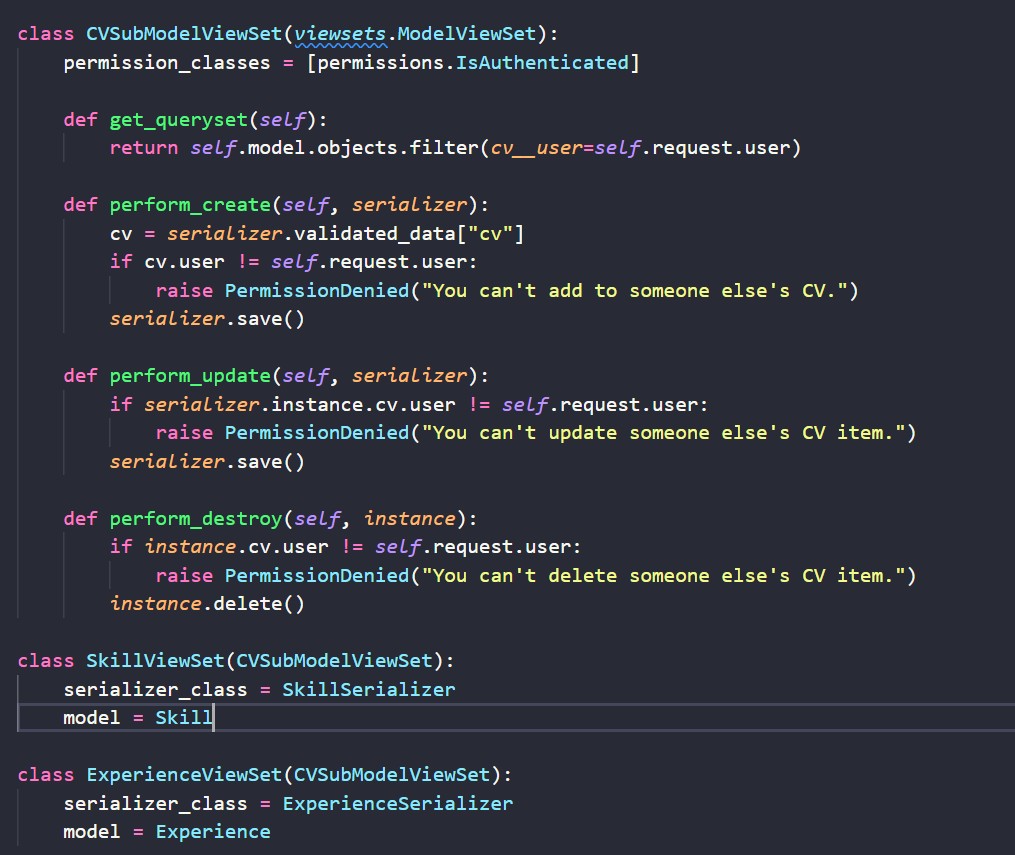 class CVSubModelViewSet(viewsets.ModelViewSet):
    permission_classes = [permissions.IsAuthenticated]

    def get_queryset(self):
        return self.model.objects.filter(cv__user=self.request.user)

    def perform_create(self, serializer):
        cv = serializer.validated_data["cv"]
        if cv.user != self.request.user:
            raise PermissionDenied("You can't add to someone else's CV.")
        serializer.save()

    def perform_update(self, serializer):
        if serializer.instance.cv.user != self.request.user:
            raise PermissionDenied("You can't update someone else's CV item.")
        serializer.save()

    def perform_destroy(self, instance):
        if instance.cv.user != self.request.user:
            raise PermissionDenied("You can't delete someone else's CV item.")
        instance.delete()

class SkillViewSet(CVSubModelViewSet):
    serializer_class = SkillSerializer
    model = Skill

class ExperienceViewSet(CVSubModelViewSet):
    serializer_class = ExperienceSerializer
    model = Experience